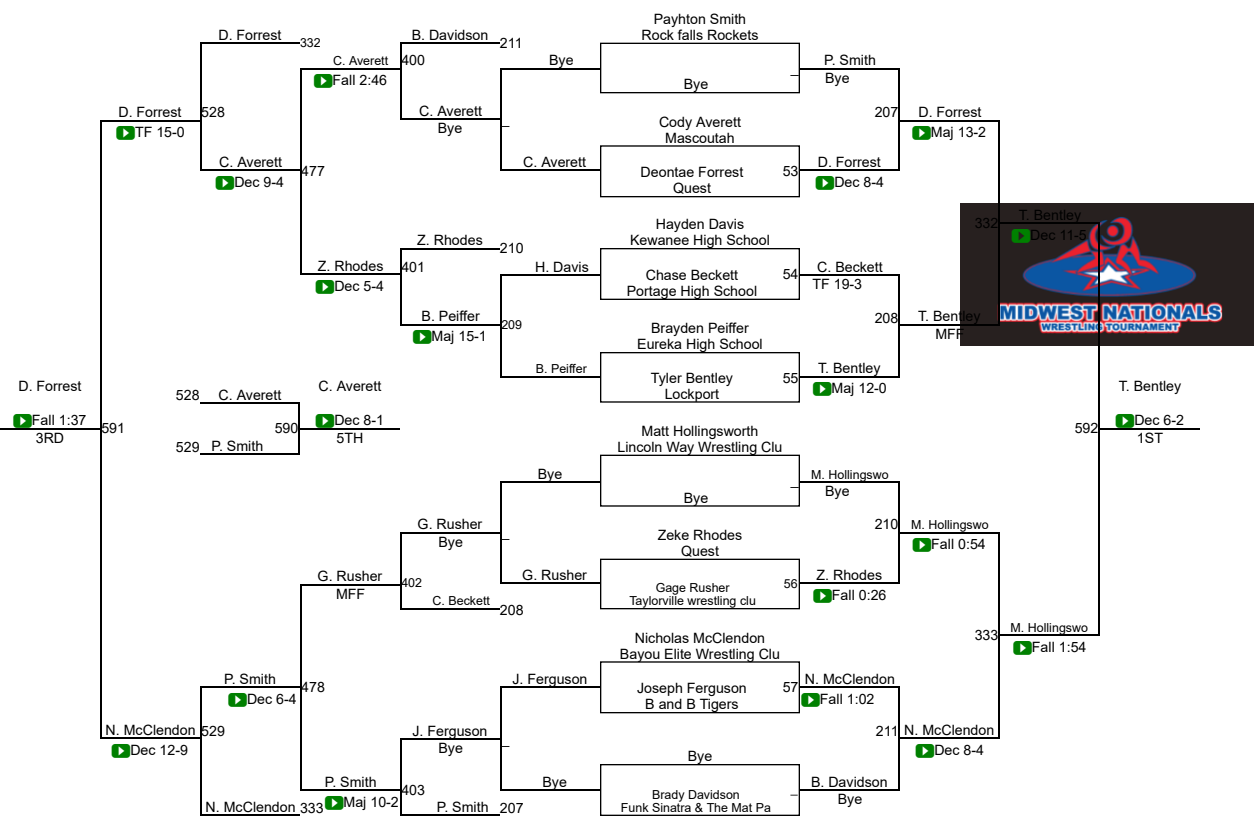 Payhton Smith
Rock falls Rockets
D. Forrest 332
B. Davidson 211
C. Averett 400
Fall 2:46
Bye
P. Smith
Bye
Bye
D. Forrest 528
TF 15-0
C. Averett
Bye
Cody Averett
Mascoutah
207 D. Forrest
Maj 13-2
C. Averett 477
Dec 9-4
C. Averett
Deontae Forrest 53
Quest
D. Forrest
Dec 8-4
Hayden Davis
Kewanee High School
332 T. Bentley
Dec 11-5
Z. Rhodes 210
Z. Rhodes 401
Dec 5-4
H. Davis
Chase Beckett 54
Portage High School
C. Beckett
TF 19-3
MIDWEST NATIONALS
WRESTLING TOURNAMENT
B. Peiffer 209
Maj 15-1
Brayden Peiffer
Eureka High School
208 T. Bentley
MFF
B. Peiffer
Tyler Bentley 55
Lockport
T. Bentley
Maj 12-0
D. Forrest
Fall 1:37
3RD
591
528 C. Averett
529 P. Smith
590
C. Averett
Dec 8-1
5TH
T. Bentley
592
Dec 6-2
1ST
Matt Hollingsworth
Lincoln Way Wrestling Clu
Bye
M. Hollingswo
Bye
Bye
G. Rusher
Bye
Zeke Rhodes
Quest
210 M. Hollingswo
Fall 0:54
G. Rusher 402
MFF
G. Rusher
Gage Rusher 56
Taylorville wrestling clu
Z. Rhodes
Fall 0:26
C. Beckett 208
Nicholas McClendon
Bayou Elite Wrestling Clu
333 M. Hollingswo
Fall 1:54
P. Smith 478
Dec 6-4
J. Ferguson
Joseph Ferguson 57
B and B Tigers
N. McClendon
Fall 1:02
N. McClendon 529
Dec 12-9
J. Ferguson
Bye
Bye
211 N. McClendon
Dec 8-4
P. Smith 403
Maj 10-2
Bye
Brady Davidson
Funk Sinatra & The Mat Pa
B. Davidson
Bye
N. McClendon 333
P. Smith 207